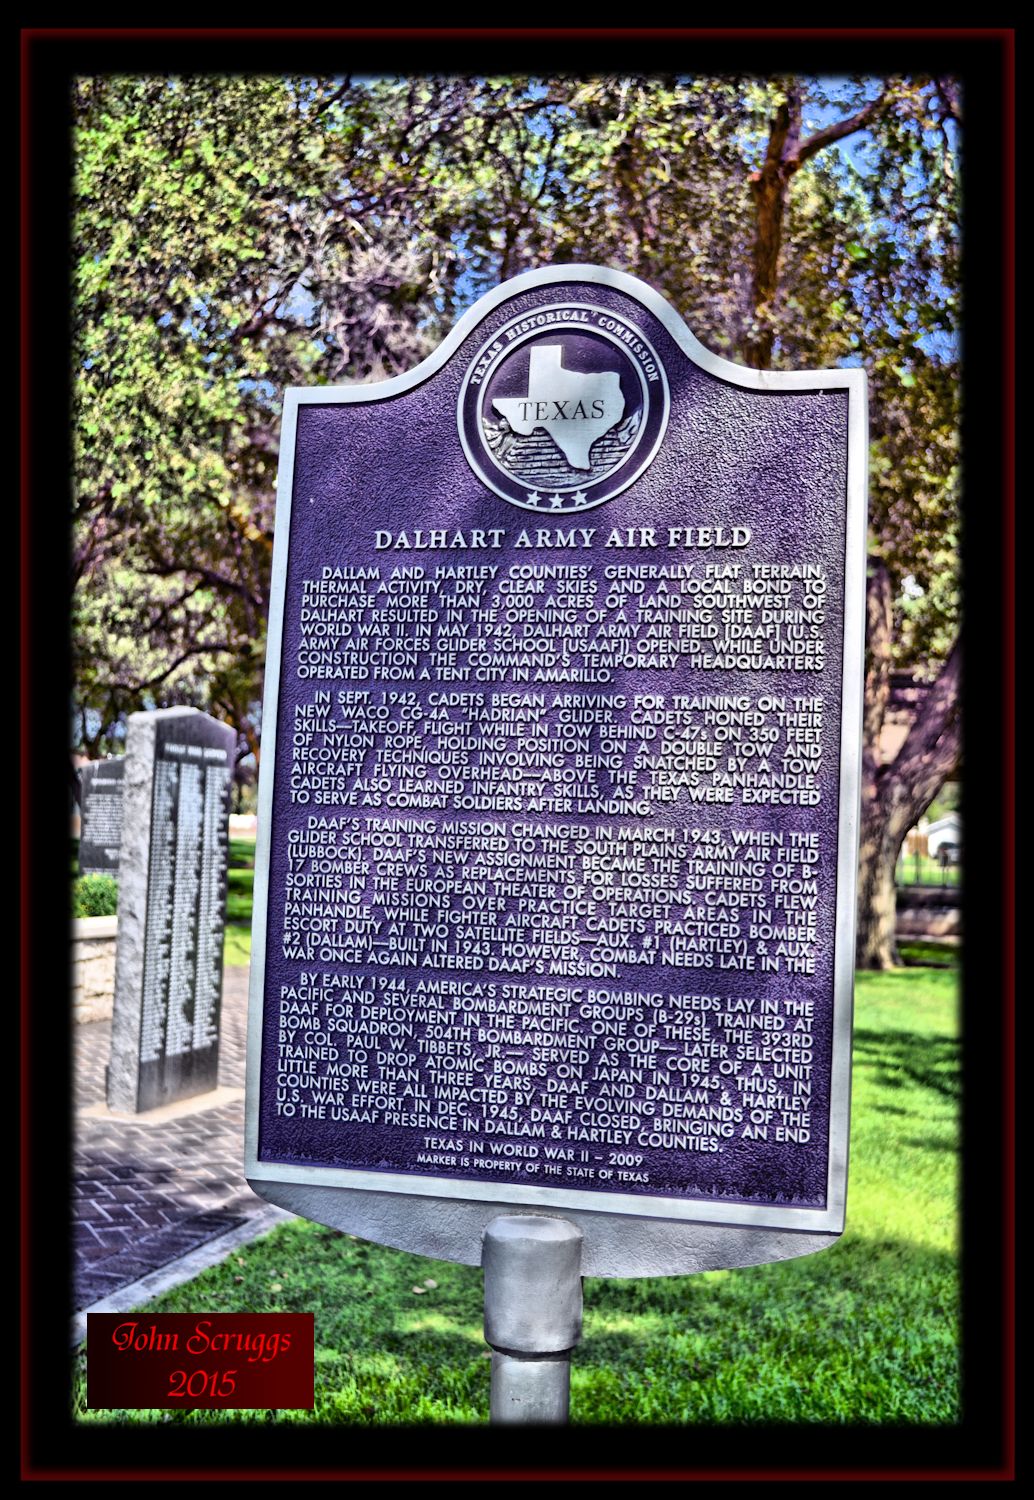 TEXAS HISTORICAL COMMISSION
TEXAS
DALHART ARMY AIR FIELD
DALLAM AND HARTLEY COUNTIES' GENERALLY FLAT TERRAIN,
THERMAL ACTIVITY, DRY, CLEAR SKIES AND A LOCAL BOND TO
PURCHASE MORE THAN 3,000 ACRES OF LAND SOUTHWEST OF
DALHART RESULTED IN THE OPENING OF A TRAINING SITE DURING
WORLD WAR II. IN MAY 1942, DALHART ARMY AIR FIELD [DAAF] (U.S.
ARMY AIR FORCES GLIDER SCHOOL [USAAF]) OPENED. WHILE UNDER
CONSTRUCTION THE COMMAND'S TEMPORARY HEADQUARTERS
OPERATED FROM A TENT CITY IN AMARILLO.
IN SEPT. 1942, CADETS BEGAN ARRIVING FOR TRAINING ON THE
NEW WACO CG-4A "HADRIAN" GLIDER. CADETS HONED THEIR
SKILLS—TAKEOFF, FLIGHT WHILE IN TOW BEHIND C-47s ON 350 FEET
OF NYLON ROPE, HOLDING POSITION ON A DOUBLE TOW AND
RECOVERY TECHNIQUES INVOLVING BEING SNATCHED BY A TOW
AIRCRAFT FLYING OVERHEAD—ABOVE THE TEXAS PANHANDLE.
CADETS ALSO LEARNED INFANTRY SKILLS, AS THEY WERE EXPECTED
TO SERVE AS COMBAT SOLDIERS AFTER LANDING.
DAAF'S TRAINING MISSION CHANGED IN MARCH 1943, WHEN THE
GLIDER SCHOOL TRANSFERRED TO THE SOUTH PLAINS ARMY AIR FIELD
(LUBBOCK). DAAF'S NEW ASSIGNMENT BECAME THE TRAINING OF B-
17 BOMBER CREWS AS REPLACEMENTS FOR LOSSES SUFFERED FROM
SORTIES IN THE EUROPEAN THEATER OF OPERATIONS. CADETS FLEW
TRAINING MISSIONS OVER PRACTICE TARGET AREAS IN THE
PANHANDLE, WHILE FIGHTER AIRCRAFT CADETS PRACTICED BOMBER
ESCORT DUTY AT TWO SATELLITE FIELDS—AUX. #1 (HARTLEY) & AUX.
#2 (DALLAM)—BUILT IN 1943. HOWEVER, COMBAT NEEDS LATE IN THE
WAR ONCE AGAIN ALTERED DAAF'S MISSION.
BY EARLY 1944, AMERICA'S STRATEGIC BOMBING NEEDS LAY IN THE
PACIFIC AND SEVERAL BOMBARDMENT GROUPS (B-29s) TRAINED AT
DAAF FOR DEPLOYMENT IN THE PACIFIC. ONE OF THESE, THE 393RD
BOMB SQUADRON, 504TH BOMBARDMENT GROUP— LATER SELECTED
BY COL. PAUL W. TIBBETS, JR.— SERVED AS THE CORE OF A UNIT
TRAINED TO DROP ATOMIC BOMBS ON JAPAN IN 1945. THUS, IN
LITTLE MORE THAN THREE YEARS, DAAF AND DALLAM & HARTLEY
COUNTIES WERE ALL IMPACTED BY THE EVOLVING DEMANDS OF THE
U.S. WAR EFFORT. IN DEC. 1945, DAAF CLOSED, BRINGING AN END
TO THE USAAF PRESENCE IN DALLAM & HARTLEY COUNTIES.
TEXAS IN WORLD WAR II – 2009
MARKER IS PROPERTY OF THE STATE OF TEXAS
John Scruggs
2015